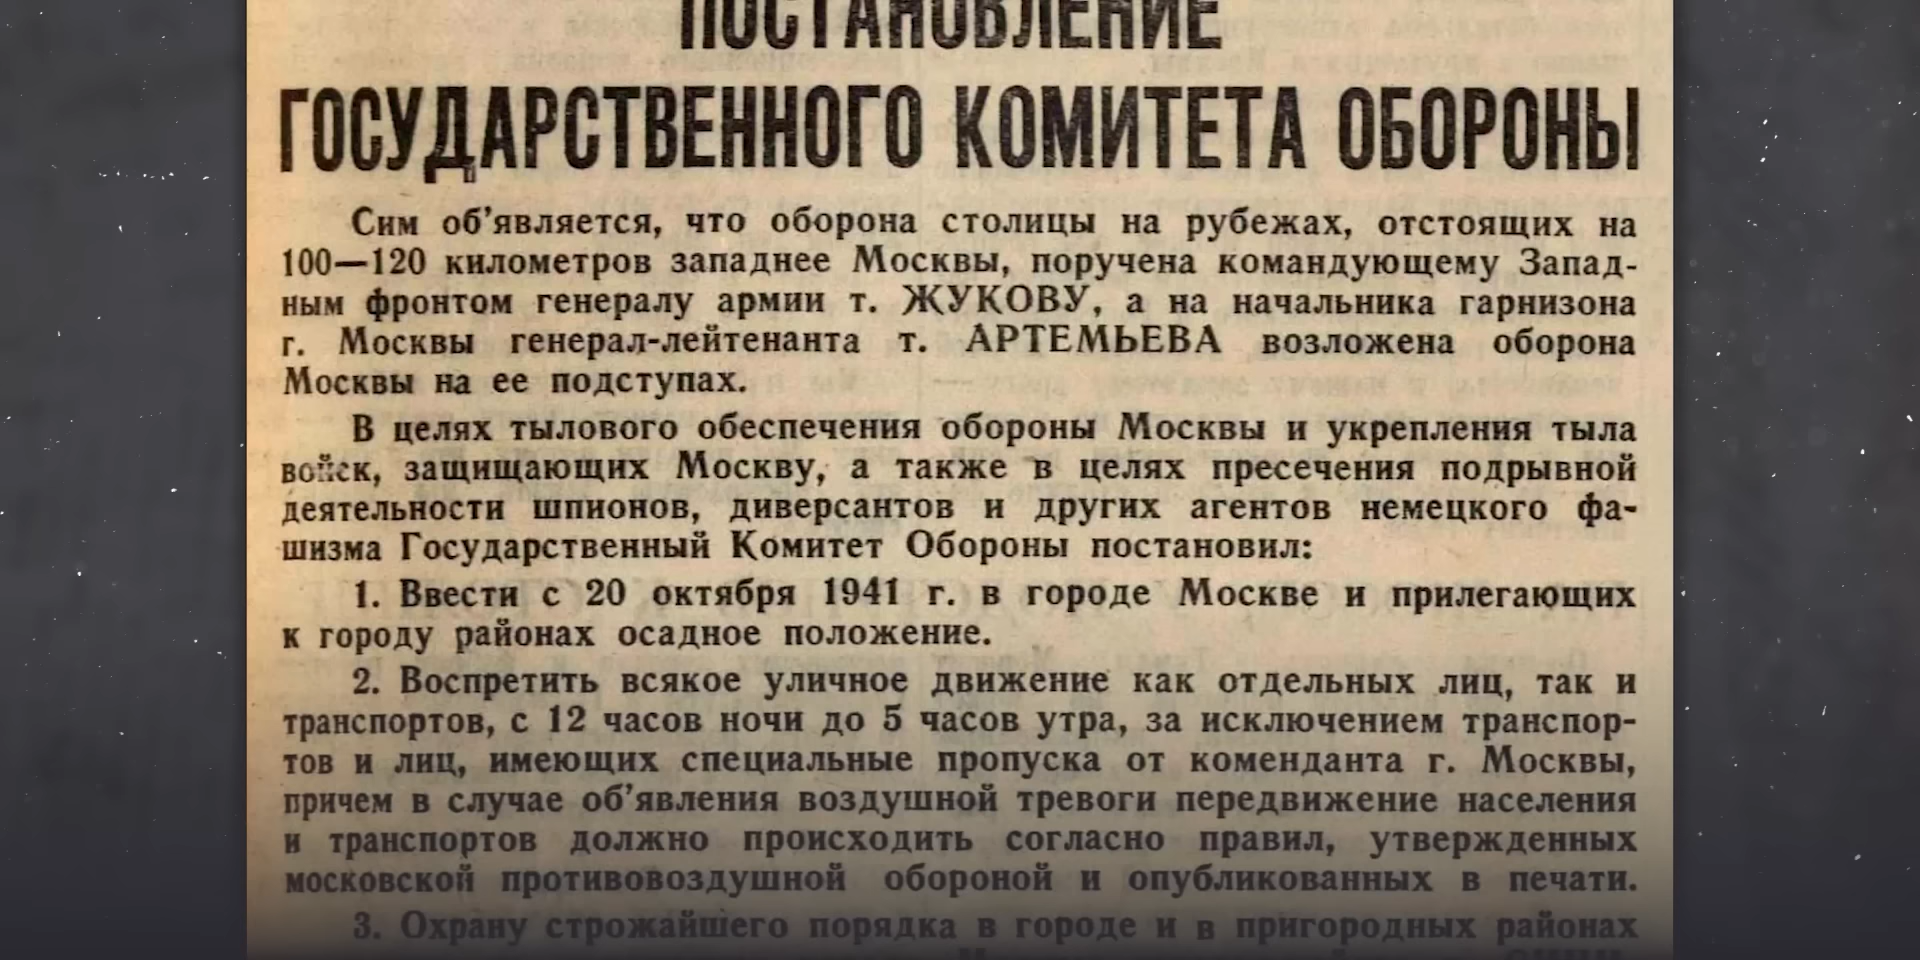 ПОСТАНОВЛЕНИЕ
ГОСУДАРСТВЕННОГО КОМИТЕТА ОБОРОНЫ
Сим об’является, что оборона столицы на рубежах, отстоящих на
100—120 километров западнее Москвы, поручена командующему Запад-
ным фронтом генералу армии т. ЖУКОВУ, а на начальника гарнизона
г. Москвы генерал-лейтенанта т. АРТЕМЬЕВА возложена оборона
Москвы на ее подступах.
В целях тылового обеспечения обороны Москвы и укрепления тыла
войск, защищающих Москву, а также в целях пресечения подрывной
деятельности шпионов, диверсантов и других агентов немецкого фа-
шизма Государственный Комитет Обороны постановил:
1. Ввести с 20 октября 1941 г. в городе Москве и прилегающих
к городу районах осадное положение.
2. Воспретить всякое уличное движение как отдельных лиц, так и
транспортов, с 12 часов ночи до 5 часов утра, за исключением транспор-
тов и лиц, имеющих специальные пропуска от коменданта г. Москвы,
причем в случае об’явления воздушной тревоги передвижение населения
и транспортов должно происходить согласно правил, утвержденных
московской противовоздушной обороной и опубликованных в печати.
3. Охрану строжайшего порядка в городе и в пригородных районах